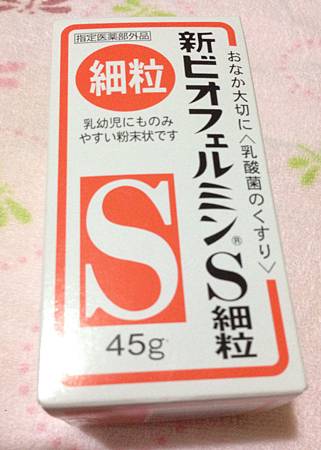 指定医薬部外品
細粒
乳幼児にものみ
やすい粉末状です
おなか大切に〈乳酸菌のくすり〉
新ビオフェルミン®S細粒
S
45g